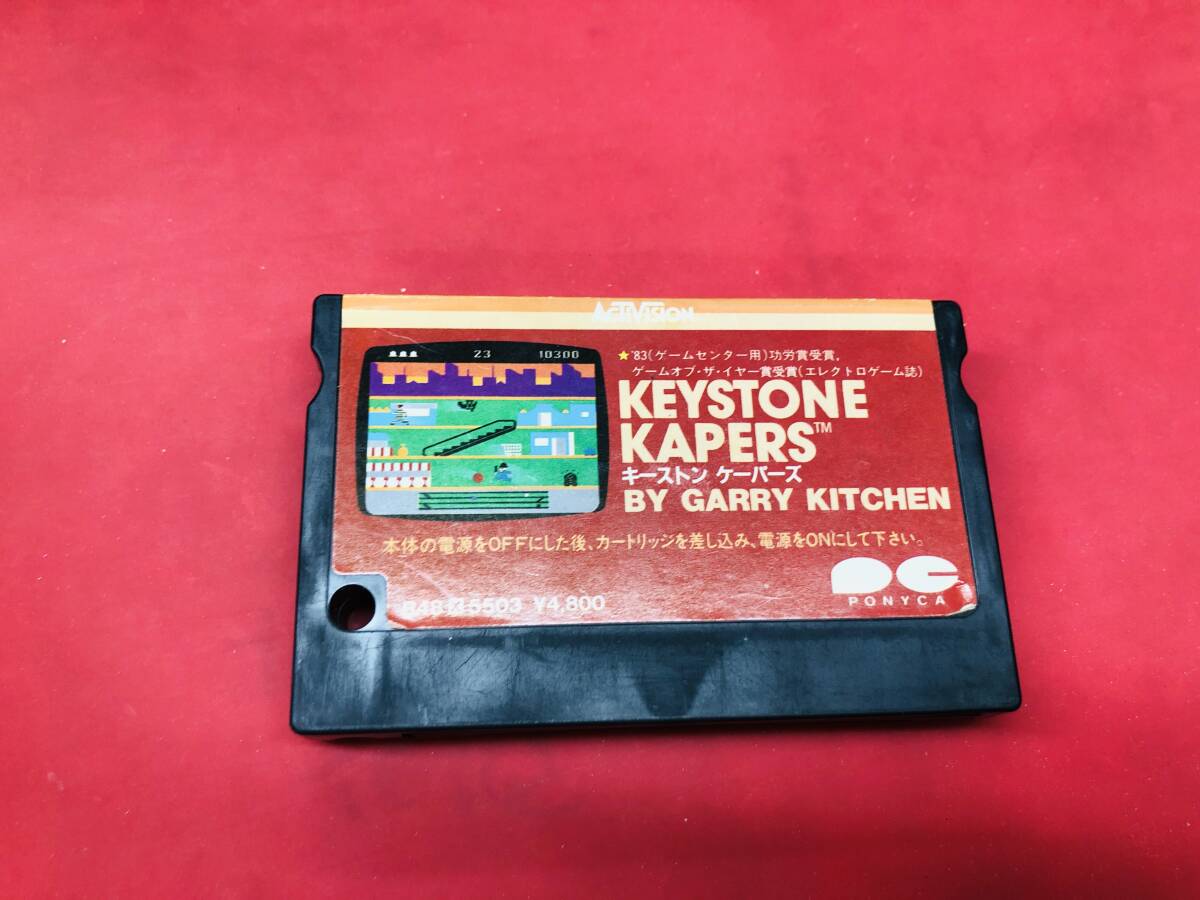 ACTIVISION
23 10300
★'83(ゲームセンター用)功労賞受賞。
ゲームオブ・ザ・イヤー賞受賞(エレクトロゲーム誌)
KEYSTONE
KAPERS™
キーストン ケーパーズ
BY GARRY KITCHEN
本体の電源をOFFにした後、カートリッジを差し込み、電源をONにして下さい。
5503 ¥4,800
PONYCA